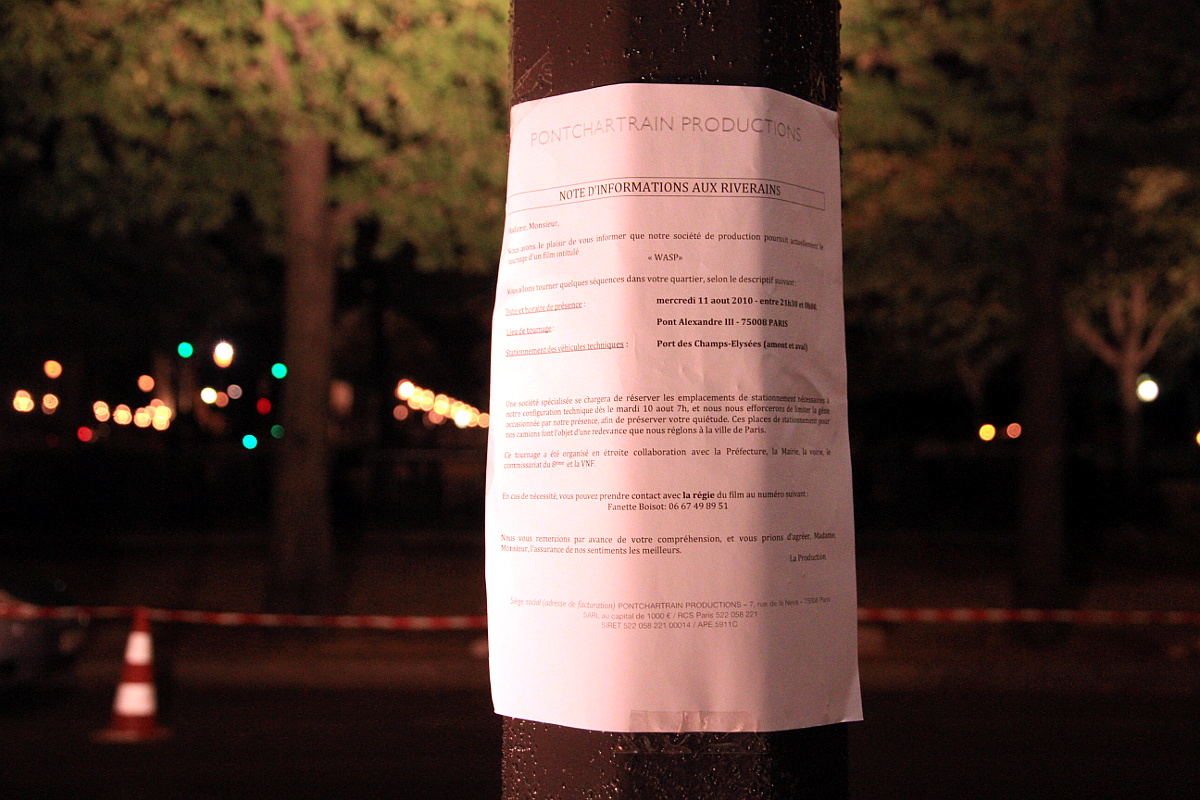 PONTCHARTRAIN PRODUCTIONS
NOTE D'INFORMATIONS AUX RIVERAINS
Madame, Monsieur,
Nous avons le plaisir de vous informer que notre société de production poursuit actuellement le
tournage d'un film intitulé
« WASP»
Nous allons tourner quelques séquences dans votre quartier, selon le descriptif suivant :
Date et horaire de présence : mercredi 11 aout 2010 - entre 21h30 et 0h00.
Lieu de tournage: Pont Alexandre III - 75008 PARIS
Stationnement des véhicules techniques : Port des Champs-Elysées (amont et aval)
Une société spécialisée se chargera de réserver les emplacements de stationnement nécessaires à
notre configuration technique dès le mardi 10 aout 7h, et nous nous efforcerons de limiter la gêne
occasionnée par notre présence, afin de préserver votre quiétude. Ces places de stationnement pour
nos camions font l'objet d'une redevance que nous réglons à la ville de Paris.
Ce tournage a été organisé en étroite collaboration avec la Préfecture, la Mairie, la voirie, le
commissariat du 8ème et la VNF.
En cas de nécessité, vous pouvez prendre contact avec la régie du film au numéro suivant :
Fanette Boisot: 06 67 49 89 51
Nous vous remercions par avance de votre compréhension, et vous prions d'agréer, Madame,
Monsieur, l'assurance de nos sentiments les meilleurs.
La Production
Siège social (adresse de facturation) PONTCHARTRAIN PRODUCTIONS – 7, rue de la Neva - 75008 Paris
SARL au capital de 1000 € / RCS Paris 522 058 221
SIRET 522 058 221 00014 / APE 5911C